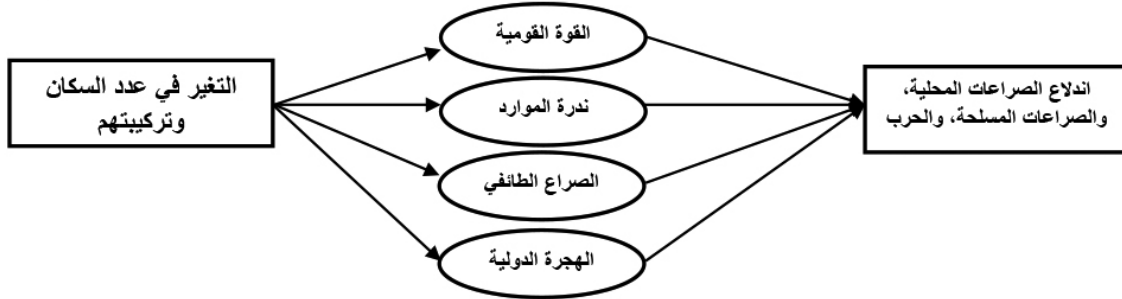 التغير في عدد السكان
وتركيبتهم
القوة القومية
ندرة الموارد
الصراع الطائفي
الهجرة الدولية
اندلاع الصراعات المحلية،
والصراعات المسلحة، والحرب